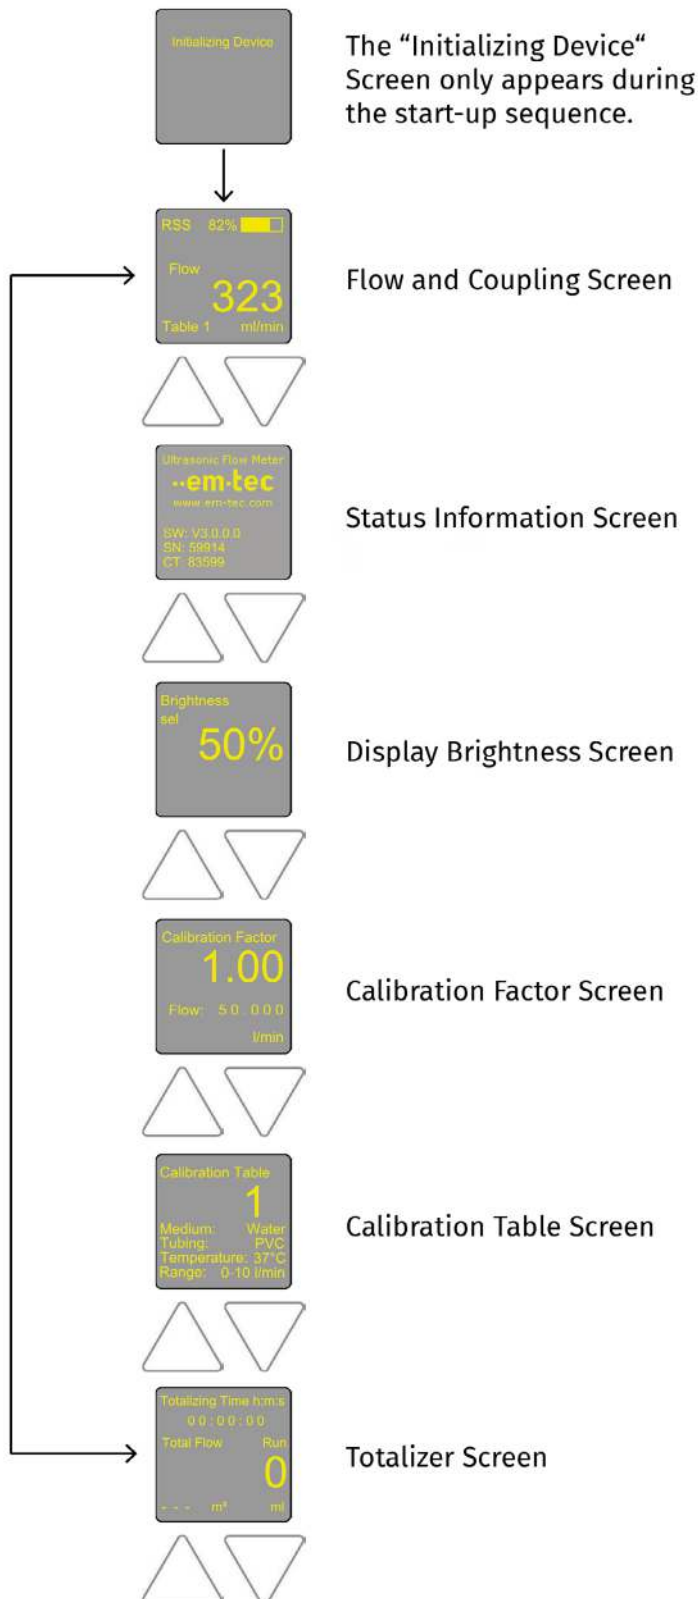 Initializing Device
The “Initializing Device“
Screen only appears during
the start-up sequence.
RSS 82%
Flow
323
Table 1 ml/min
Flow and Coupling Screen
Ultrasonic Flow Meter
··em·tec
www.em-tec.com
SW: V3.0.0.0
SN: 59914
CT: 83599
Status Information Screen
Brightness
sel
50%
Display Brightness Screen
Calibration Factor
1.00
Flow: 50.000
l/min
Calibration Factor Screen
Calibration Table
1
Medium: Water
Tubing: PVC
Temperature: 37°C
Range: 0-10 l/min
Calibration Table Screen
Totalizing Time h:m:s
00:00:00
Total Flow Run
0
- - - m³ ml
Totalizer Screen